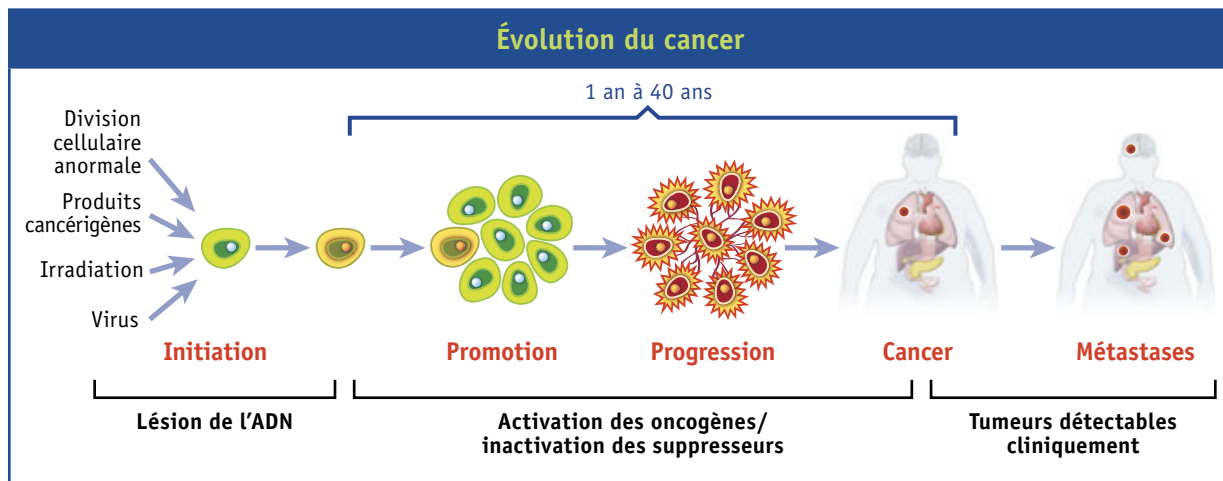 Évolution du cancer
1 an à 40 ans
Division
cellulaire
anormale
Produits
cancérigènes
Irradiation
Virus
Initiation
Promotion
Progression
Cancer
Métastases
Lésion de l'ADN
Activation des oncogènes/
inactivation des suppresseurs
Tumeurs détectables
cliniquement